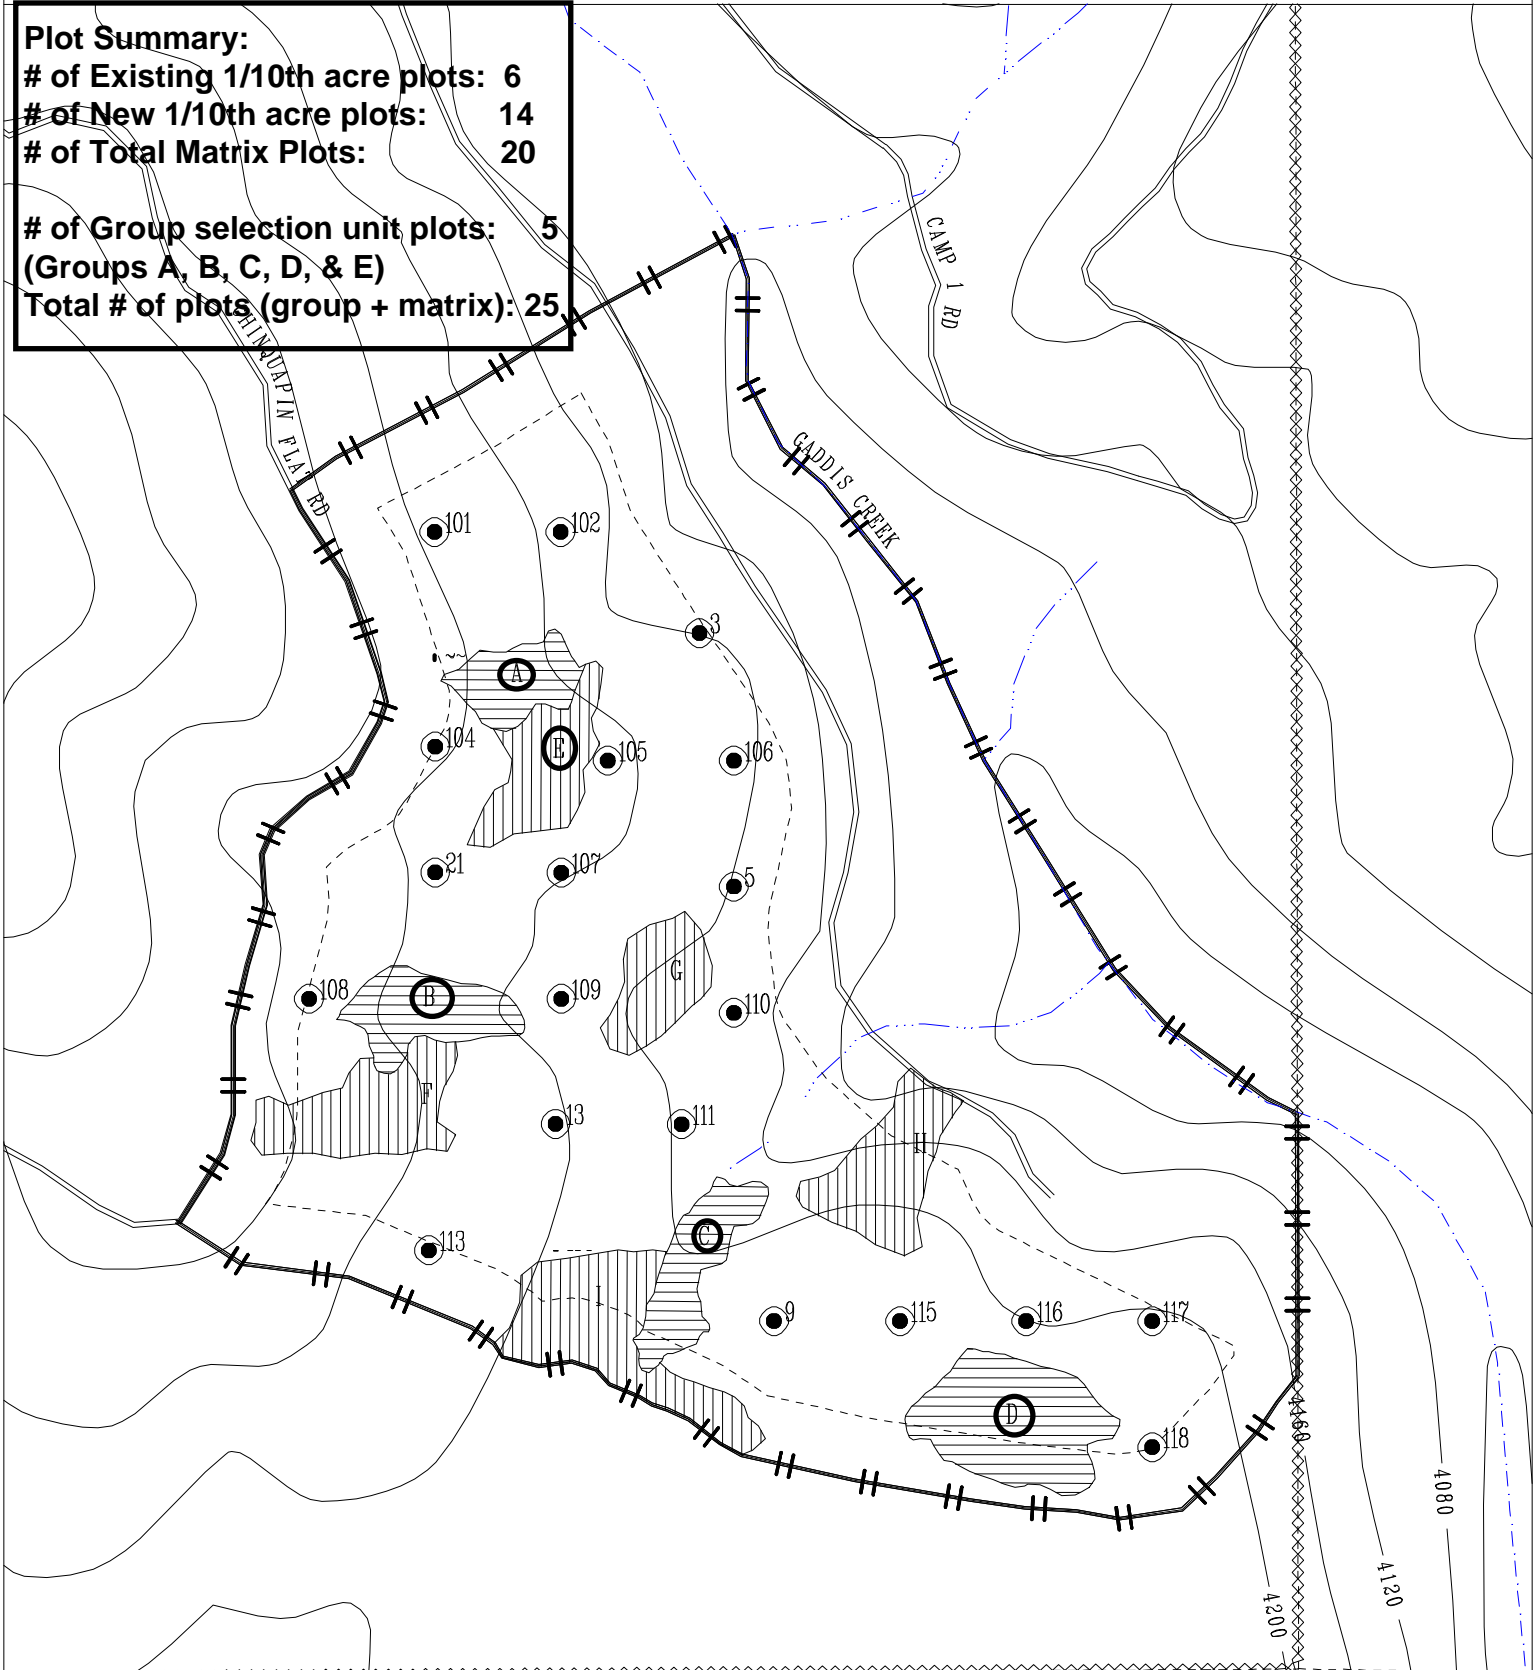 Plot Summary:
# of Existing 1/10th acre plots: 6
# of New 1/10th acre plots: 14
# of Total Matrix Plots: 20
# of Group selection unit plots: 5
(Groups A, B, C, D, & E)
Total # of plots (group + matrix): 25
CAMP 1 RD
HINQUAPIN FLAT RD
GADDIS CREEK
101
102
3
A
104
E
105
106
21
107
5
G
108
B
109
110
F
13
111
H
C
113
I
9
115
116
117
D
118
4160
4080
4120
4200